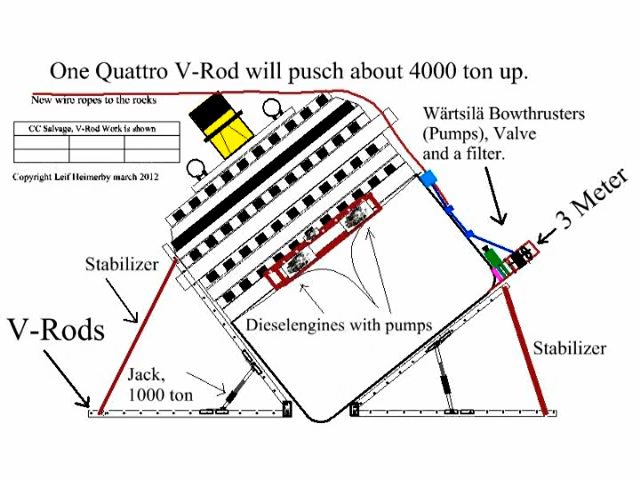 One Quattro V-Rod will pusch about 4000 ton up.
New wire ropes to the rocks
CC Salvage, V-Rod Work is shown
Copyright Leif Heimerby march 2012
Wärtsilä Bowthrusters
(Pumps), Valve
and a filter.
3 Meter
Stabilizer
V-Rods
Dieselengines with pumps
Jack,
1000 ton
Stabilizer